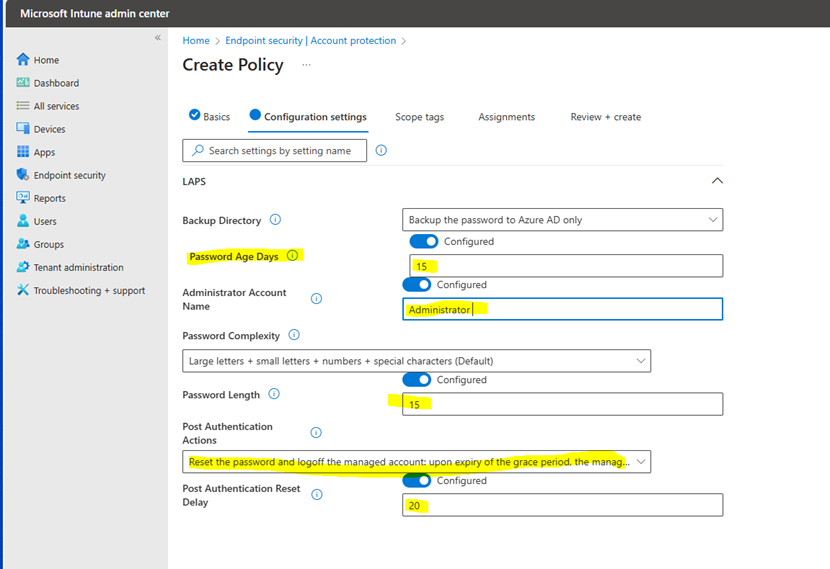 Microsoft Intune admin center
«
Home
Dashboard
All services
Devices
Apps
Endpoint security
Reports
Users
Groups
Tenant administration
Troubleshooting + support
Home > Endpoint security | Account protection >
Create Policy ...
Basics
Configuration settings
Scope tags
Assignments
Review + create
Search settings by setting name
LAPS
Backup Directory
Backup the password to Azure AD only
Configured
Password Age Days
15
Configured
Administrator Account
Name
Administrator
Password Complexity
Large letters + small letters + numbers + special characters (Default)
Configured
Password Length
15
Post Authentication
Actions
Reset the password and logoff the managed account: upon expiry of the grace period, the manag...
Configured
Post Authentication Reset
Delay
20